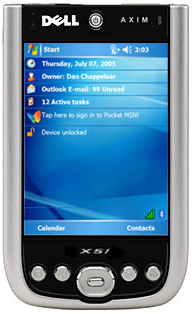 DELL AXIM
Start 3:03
Thursday, July 07, 2005
Owner: Dan Chappelear
Outlook E-mail: 99 Unread
12 Active tasks
Tap here to sign in to Pocket MSN!
Device unlocked
Calendar Contacts
X51